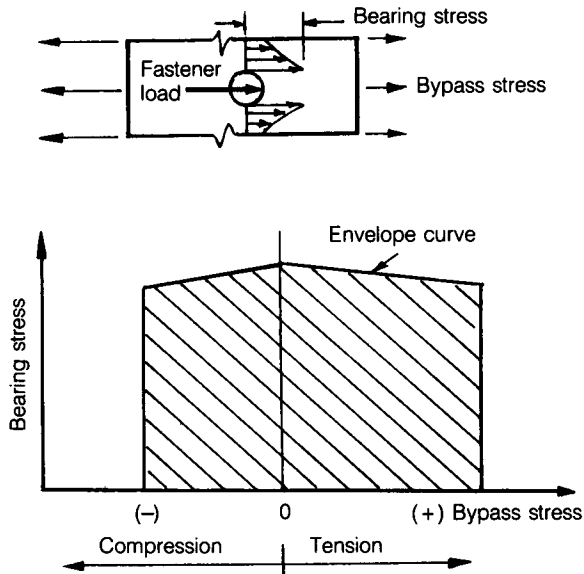 Bearing stress
Fastener
load
Bypass stress
Envelope curve
Bearing stress
(–) 0 (+) Bypass stress
Compression Tension